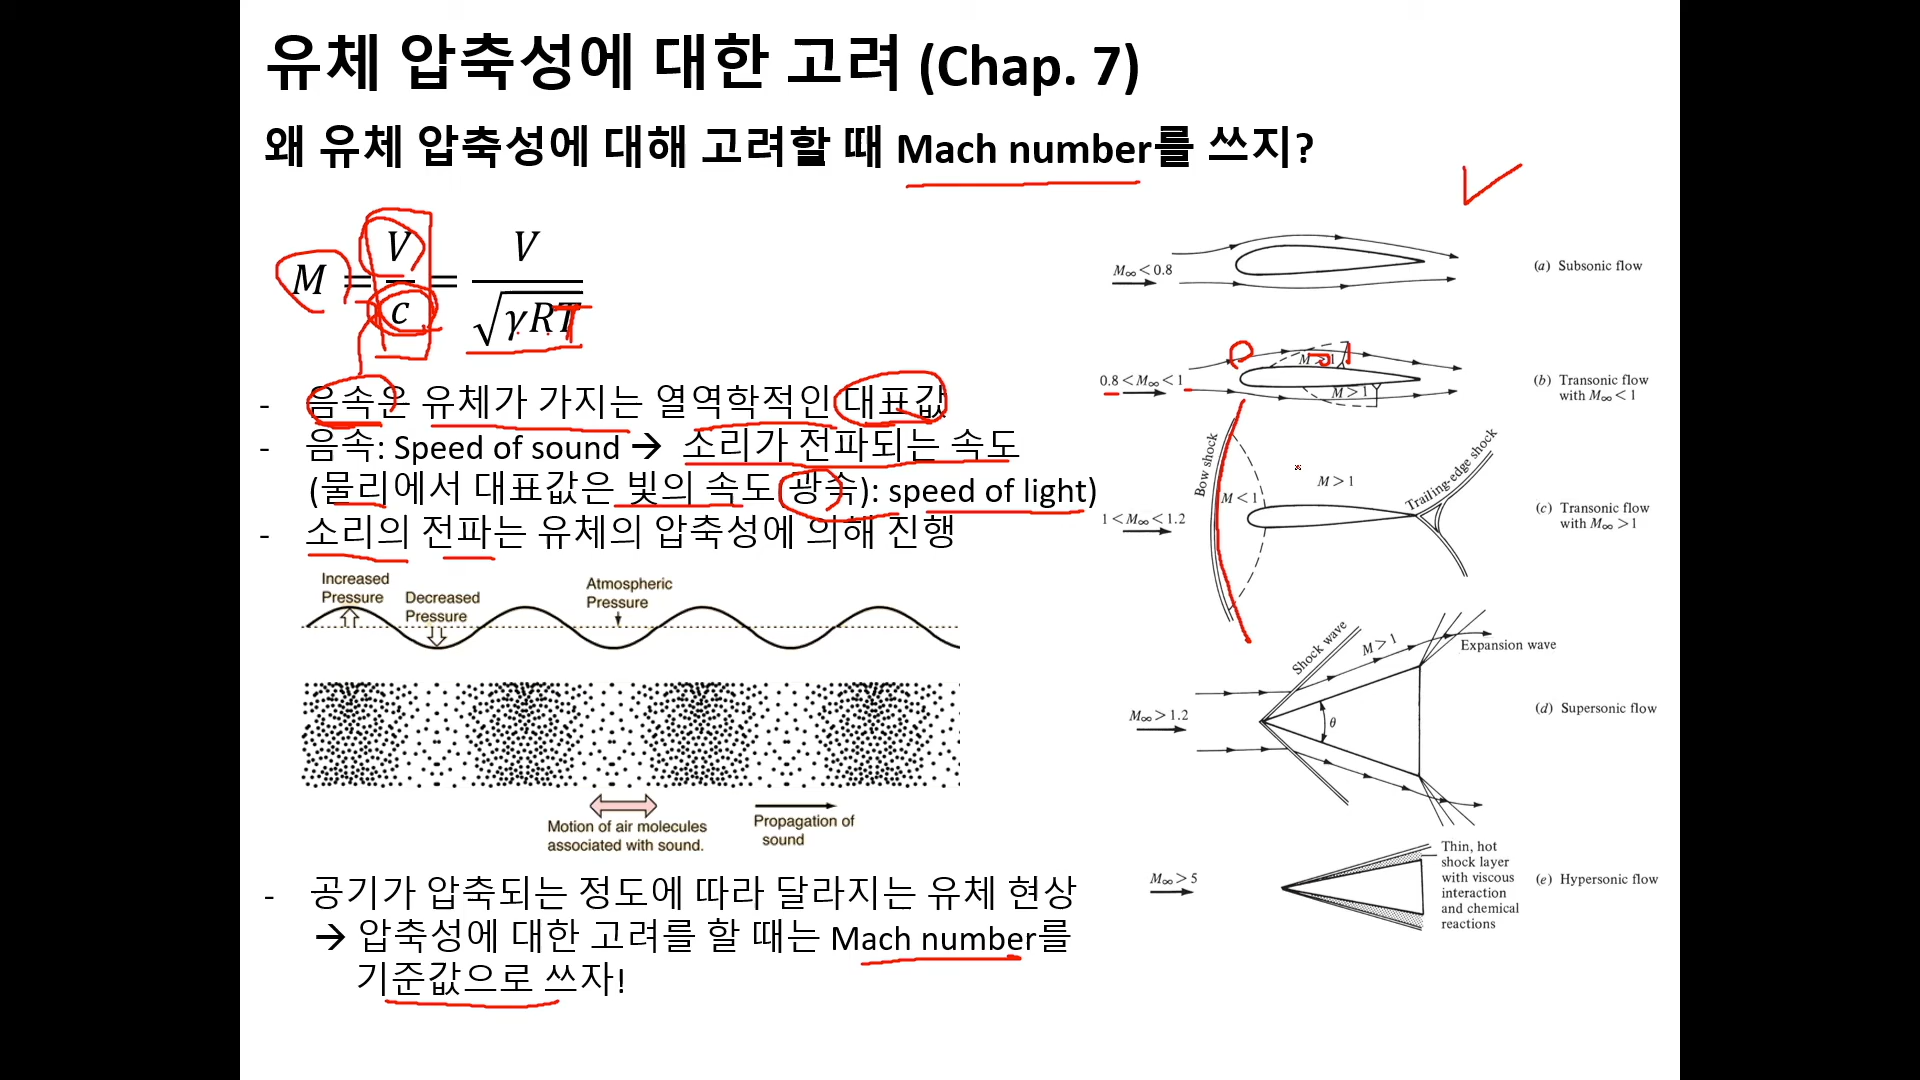 유체 압축성에 대한 고려 (Chap. 7)
왜 유체 압축성에 대해 고려할 때 Mach number를 쓰지?
M = V/c = V/√γRT
- 음속은 유체가 가지는 열역학적인 대표값
- 음속: Speed of sound → 소리가 전파되는 속도
(물리에서 대표값은 빛의 속도 (광속): speed of light)
- 소리의 전파는 유체의 압축성에 의해 진행
Increased
Pressure
Decreased
Pressure
Atmospheric
Pressure
Motion of air molecules
associated with sound.
Propagation of
sound
- 공기가 압축되는 정도에 따라 달라지는 유체 현상
→ 압축성에 대한 고려를 할 때는 Mach number를
기준값으로 쓰자!
M∞ < 0.8
(a) Subsonic flow
0.8 < M∞ < 1
M > 1
M > 1
(b) Transonic flow
with M∞ < 1
Bow shock
M < 1
M > 1
Trailing-edge shock
1 < M∞ < 1.2
(c) Transonic flow
with M∞ > 1
Shock wave
M > 1
Expansion wave
M∞ > 1.2
θ
(d) Supersonic flow
M∞ > 5
Thin, hot
shock layer
with viscous
interaction
and chemical
reactions
(e) Hypersonic flow